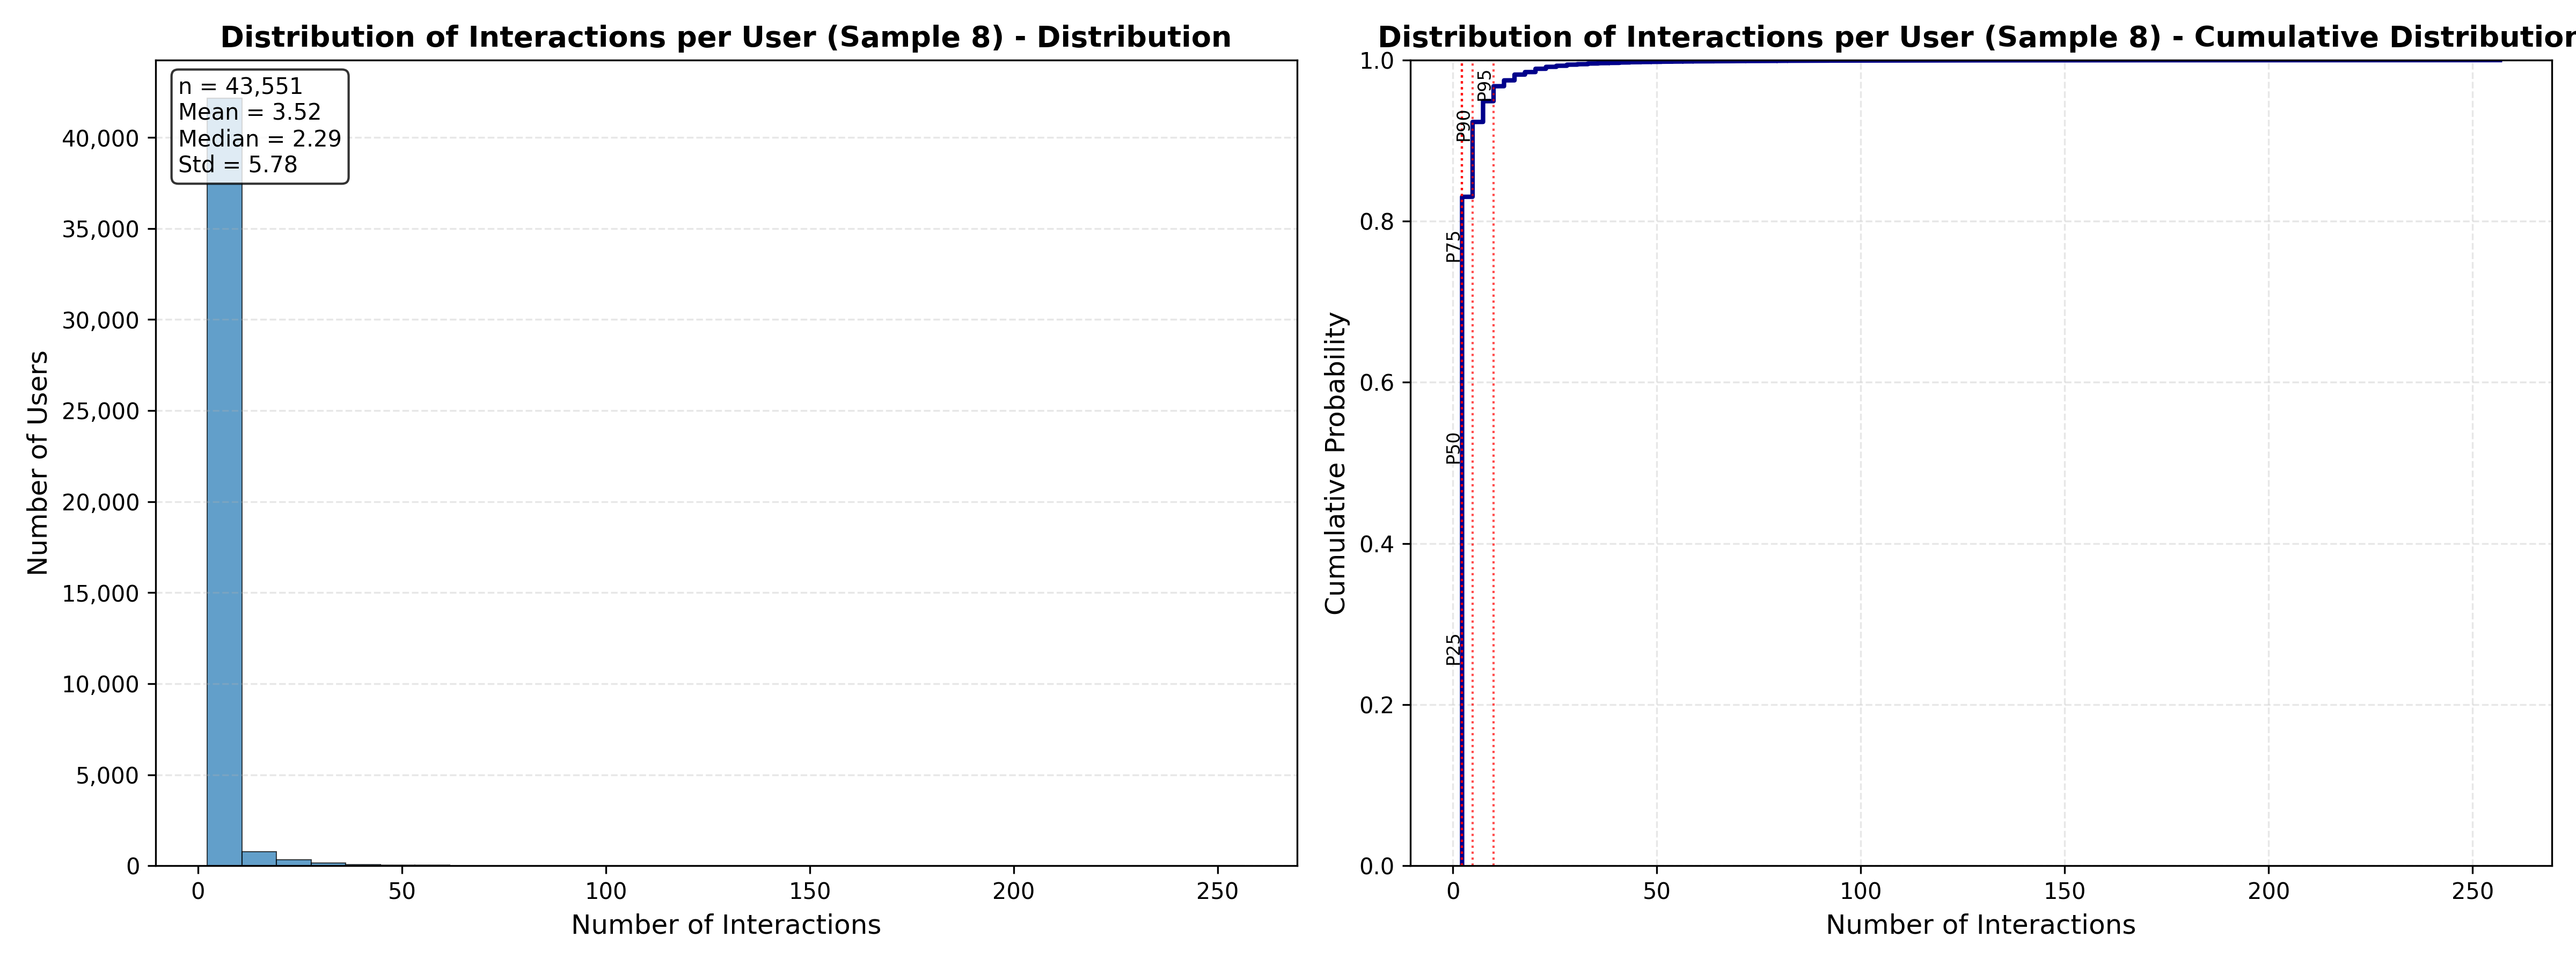 Distribution of Interactions per User (Sample 8) - Distribution
n = 43,551
Mean = 3.52
Median = 2.29
Std = 5.78
40,000
35,000
30,000
25,000
20,000
15,000
10,000
5,000
0
Number of Users
0 50 100 150 200 250
Number of Interactions
Distribution of Interactions per User (Sample 8) - Cumulative Distribution
1.0
0.8
0.6
0.4
0.2
0.0
Cumulative Probability
P95
P90
P75
P50
P25
0 50 100 150 200 250
Number of Interactions